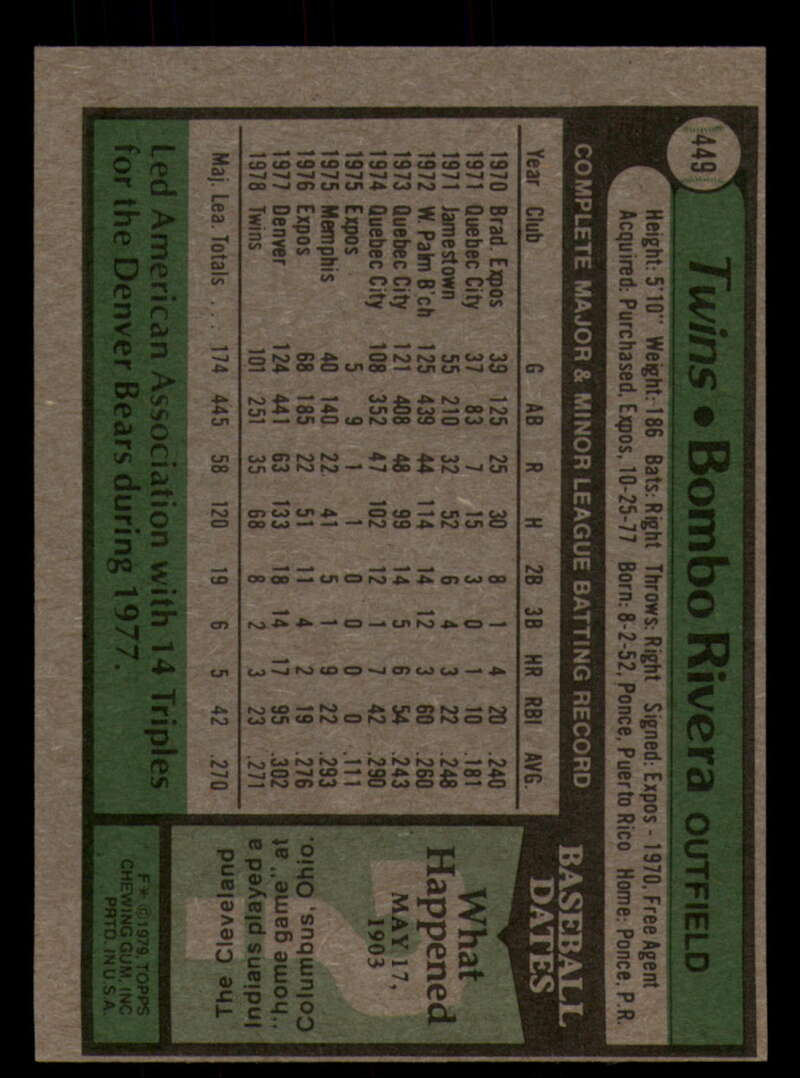 449
Twins • Bombo Rivera OUTFIELD
Height: 5'10" Weight: 186 Bats: Right Throws: Right Signed: Expos - 1970, Free Agent
Acquired: Purchased, Expos, 10-25-77 Born: 8-2-52, Ponce, Puerto Rico Home: Ponce, P.R.
COMPLETE MAJOR & MINOR LEAGUE BATTING RECORD
Year Club G AB R H 2B 3B HR RBI AVG.
1970 Brad. Expos 39 125 25 30 8 1 4 20 .240
1971 Quebec City 37 83 7 15 3 0 1 10 .181
1971 Jamestown 55 210 32 52 6 4 3 22 .248
1972 W. Palm B'ch 125 439 44 114 14 12 3 60 .260
1973 Quebec City 121 408 48 99 14 5 6 54 .243
1974 Quebec City 108 352 47 102 12 1 7 42 .290
1975 Expos 5 9 1 1 0 0 0 0 .111
1975 Memphis 40 140 22 41 5 1 9 22 .293
1976 Expos 68 185 22 51 11 4 2 19 .276
1977 Denver 124 441 63 133 18 14 17 95 .302
1978 Twins 101 251 35 68 8 2 3 23 .271
Maj. Lea. Totals . . . 174 445 58 120 19 6 5 42 .270
Led American Association with 14 Triples
for the Denver Bears during 1977.
BASEBALL
DATES
What
Happened
MAY 17,
1903
The Cleveland
Indians played a
"home game" at
Columbus, Ohio.
F* © 1979, TOPPS
CHEWING GUM, INC
PRTD. IN U.S.A.